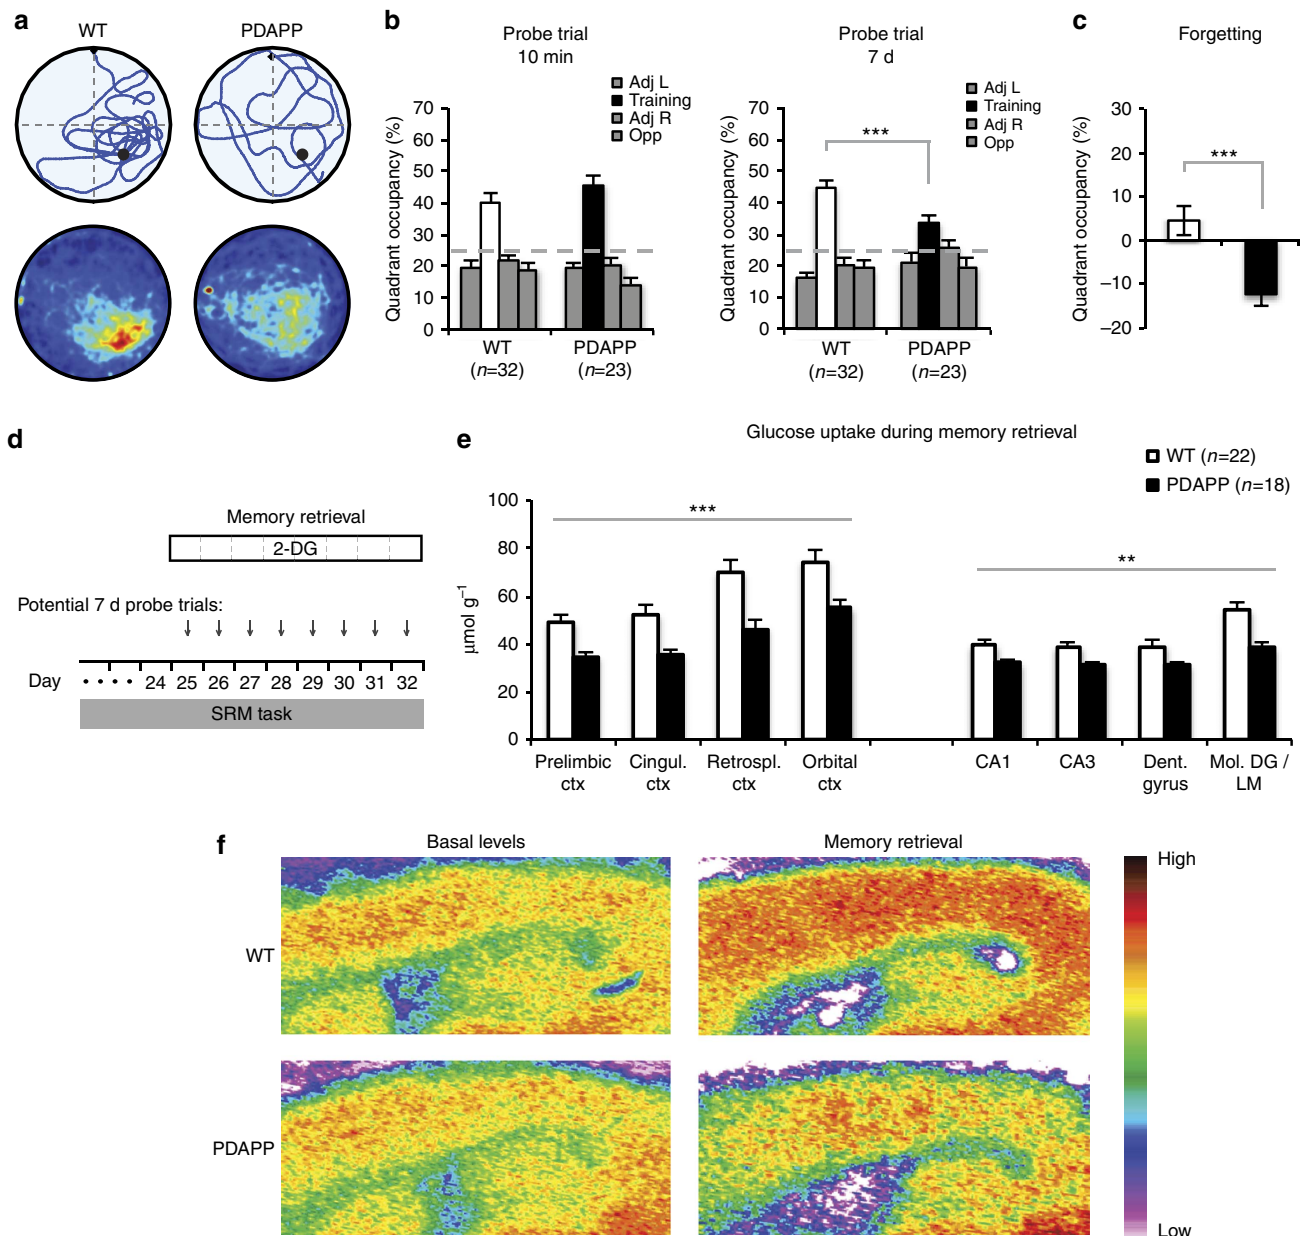 a
WT
PDAPP
b
Probe trial
10 min
Adj L
Training
Adj R
Opp
Quadrant occupancy (%)
70
60
50
40
30
20
10
0
WT
(n=32)
PDAPP
(n=23)
Probe trial
7 d
Adj L
Training
Adj R
Opp
Quadrant occupancy (%)
70
60
50
40
30
20
10
0
***
WT
(n=32)
PDAPP
(n=23)
c
Forgetting
Quadrant occupancy (%)
30
20
10
0
−10
−20
***
d
Memory retrieval
2-DG
Potential 7 d probe trials:
Day • • • • 24 25 26 27 28 29 30 31 32
SRM task
e
Glucose uptake during memory retrieval
WT (n=22)
PDAPP (n=18)
μmol g⁻¹
100
80
60
40
20
0
***
**
Prelimbic
ctx
Cingul.
ctx
Retrospl.
ctx
Orbital
ctx
CA1
CA3
Dent.
gyrus
Mol. DG /
LM
f
Basal levels
Memory retrieval
WT
PDAPP
High
Low